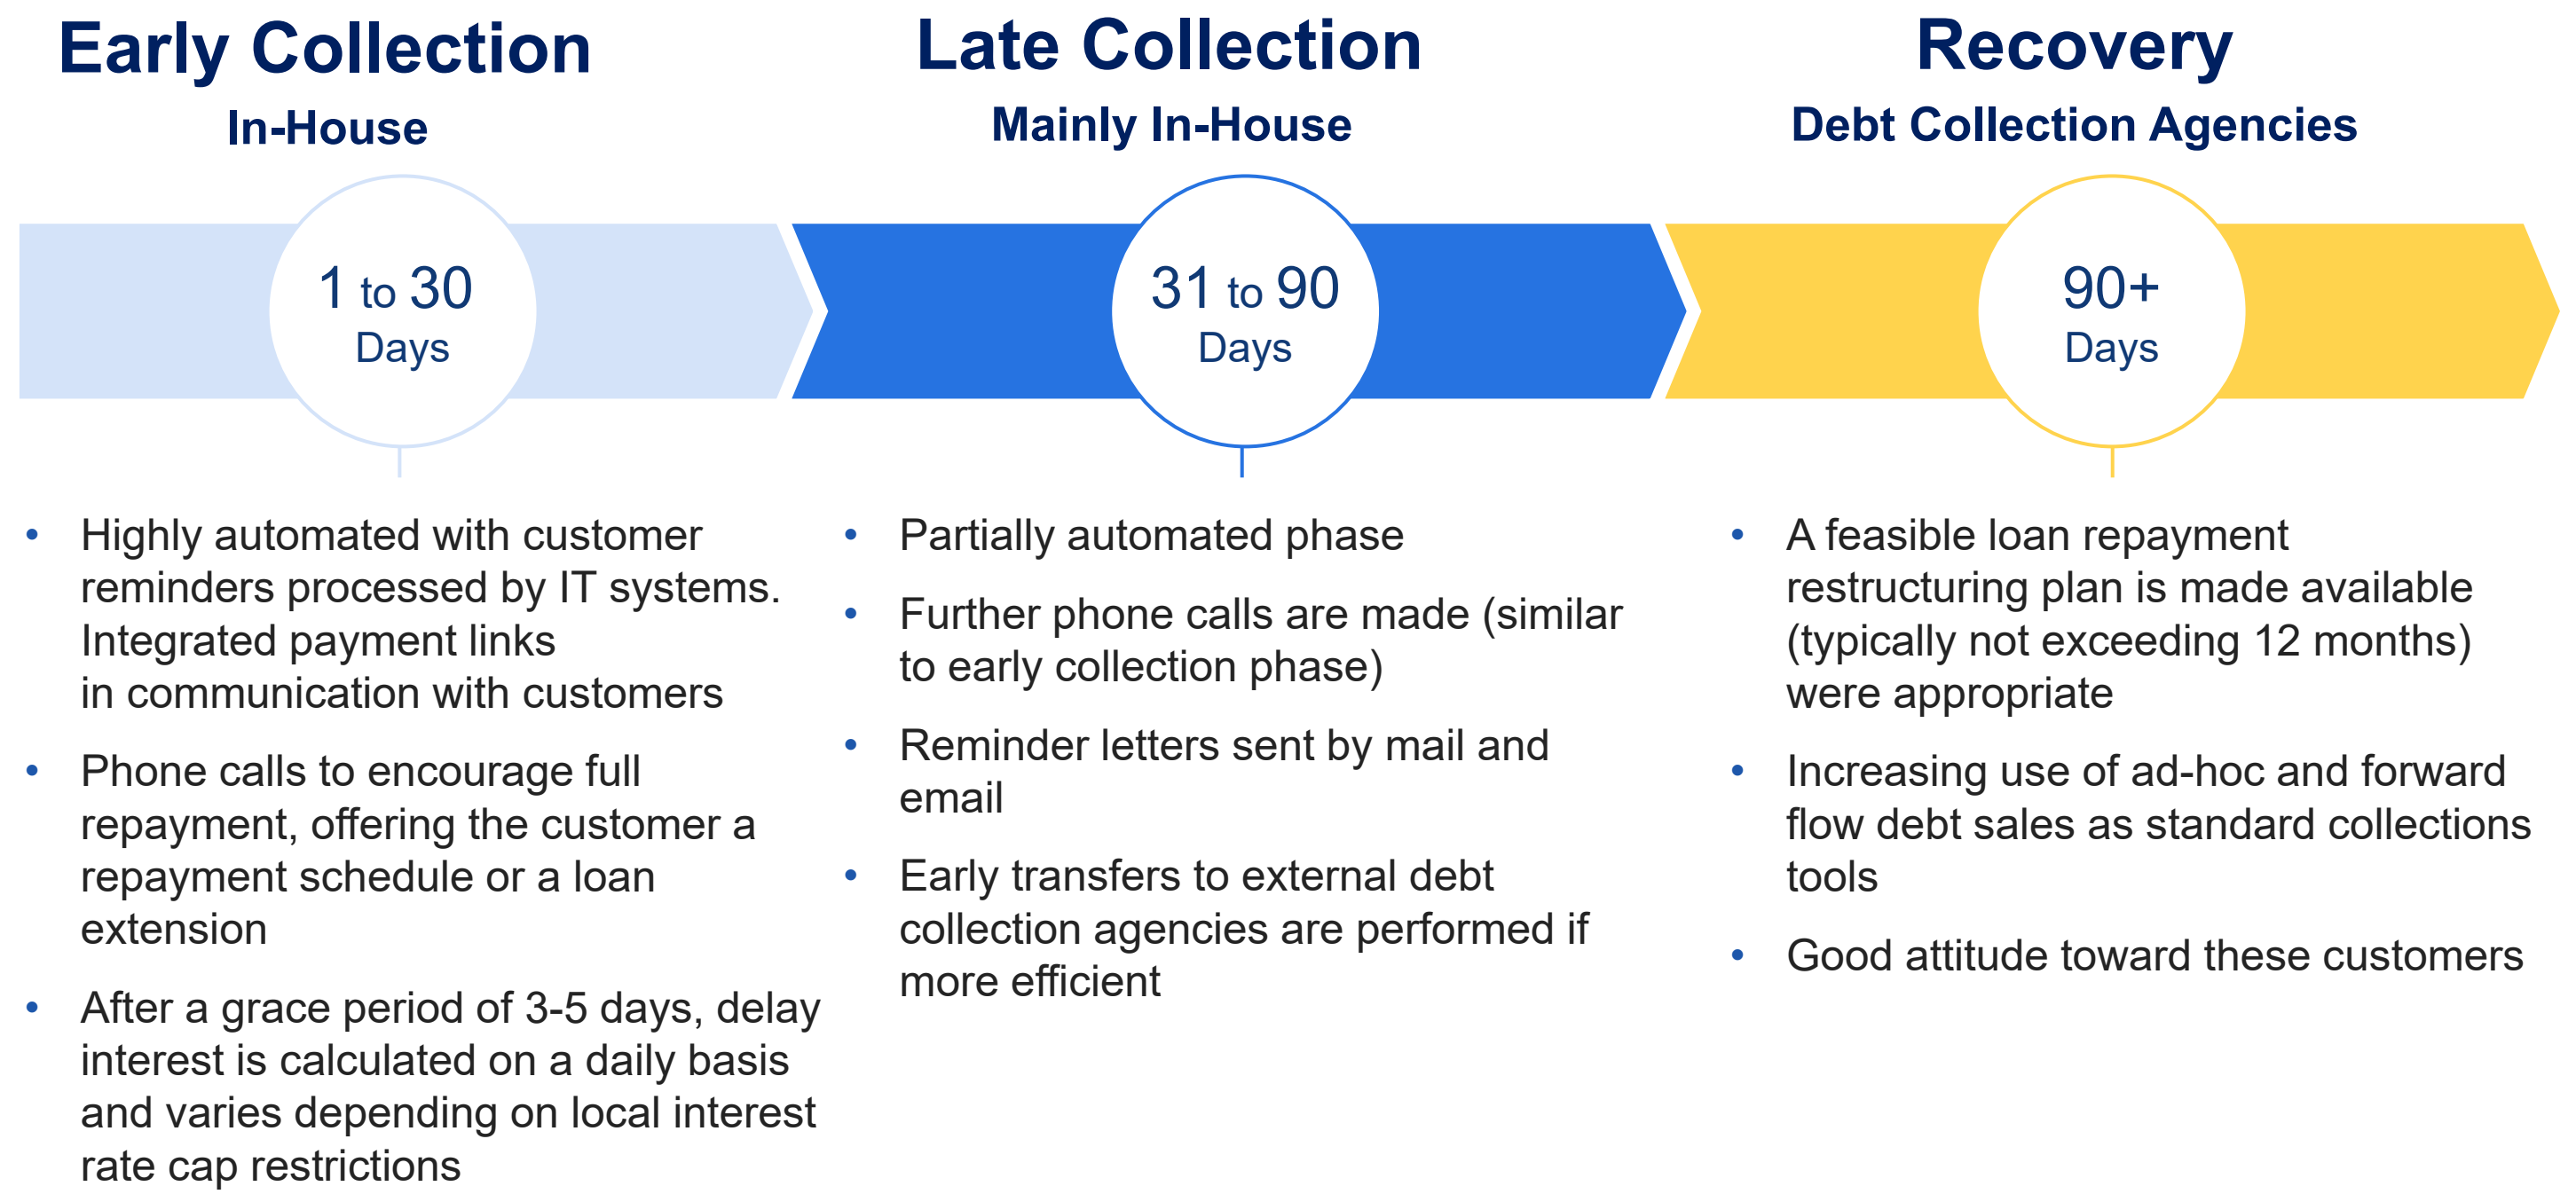 Early Collection
In-House
1 to 30
Days
• Highly automated with customer
reminders processed by IT systems.
Integrated payment links
in communication with customers
• Phone calls to encourage full
repayment, offering the customer a
repayment schedule or a loan
extension
• After a grace period of 3-5 days, delay
interest is calculated on a daily basis
and varies depending on local interest
rate cap restrictions
Late Collection
Mainly In-House
31 to 90
Days
• Partially automated phase
• Further phone calls are made (similar
to early collection phase)
• Reminder letters sent by mail and
email
• Early transfers to external debt
collection agencies are performed if
more efficient
Recovery
Debt Collection Agencies
90+
Days
• A feasible loan repayment
restructuring plan is made available
(typically not exceeding 12 months)
were appropriate
• Increasing use of ad-hoc and forward
flow debt sales as standard collections
tools
• Good attitude toward these customers